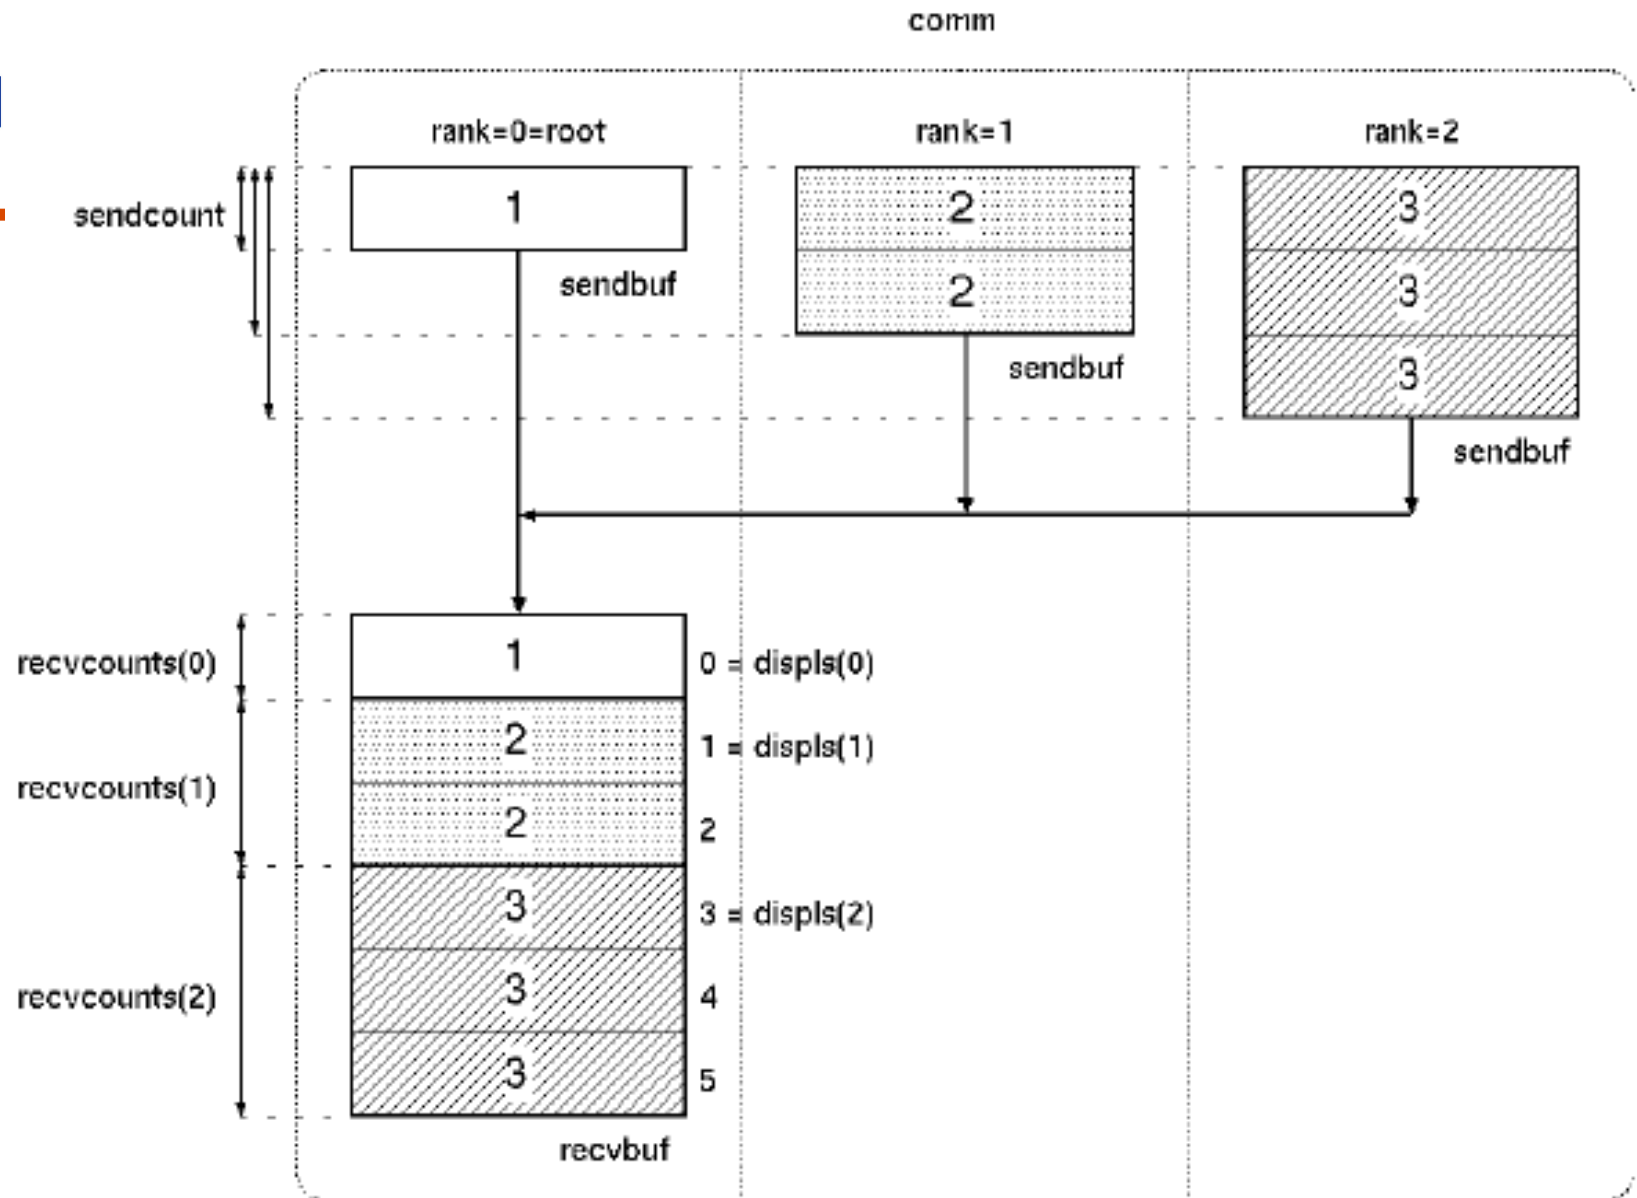 comm
rank=0=root rank=1 rank=2
sendcount 1 2 3
sendbuf 2 3
sendbuf 3
sendbuf
recvcounts(0) 1 0 = displs(0)
2 1 = displs(1)
recvcounts(1)
2 2
3 3 = displs(2)
recvcounts(2) 3 4
3 5
recvbuf